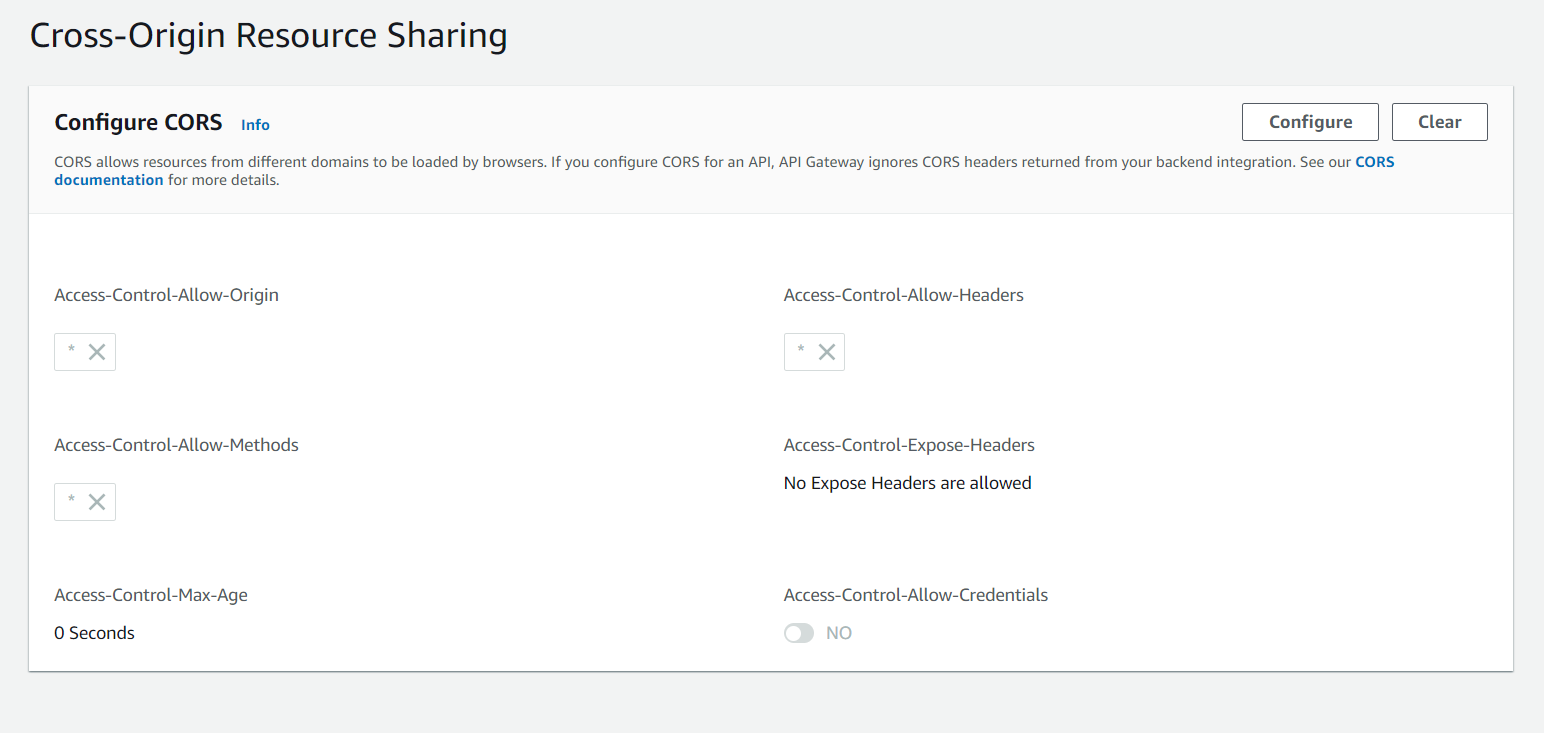 Cross-Origin Resource Sharing
Configure CORS Info
Configure
Clear
CORS allows resources from different domains to be loaded by browsers. If you configure CORS for an API, API Gateway ignores CORS headers returned from your backend integration. See our CORS
documentation for more details.
Access-Control-Allow-Origin
*
Access-Control-Allow-Headers
*
Access-Control-Allow-Methods
*
Access-Control-Expose-Headers
No Expose Headers are allowed
Access-Control-Max-Age
0 Seconds
Access-Control-Allow-Credentials
NO